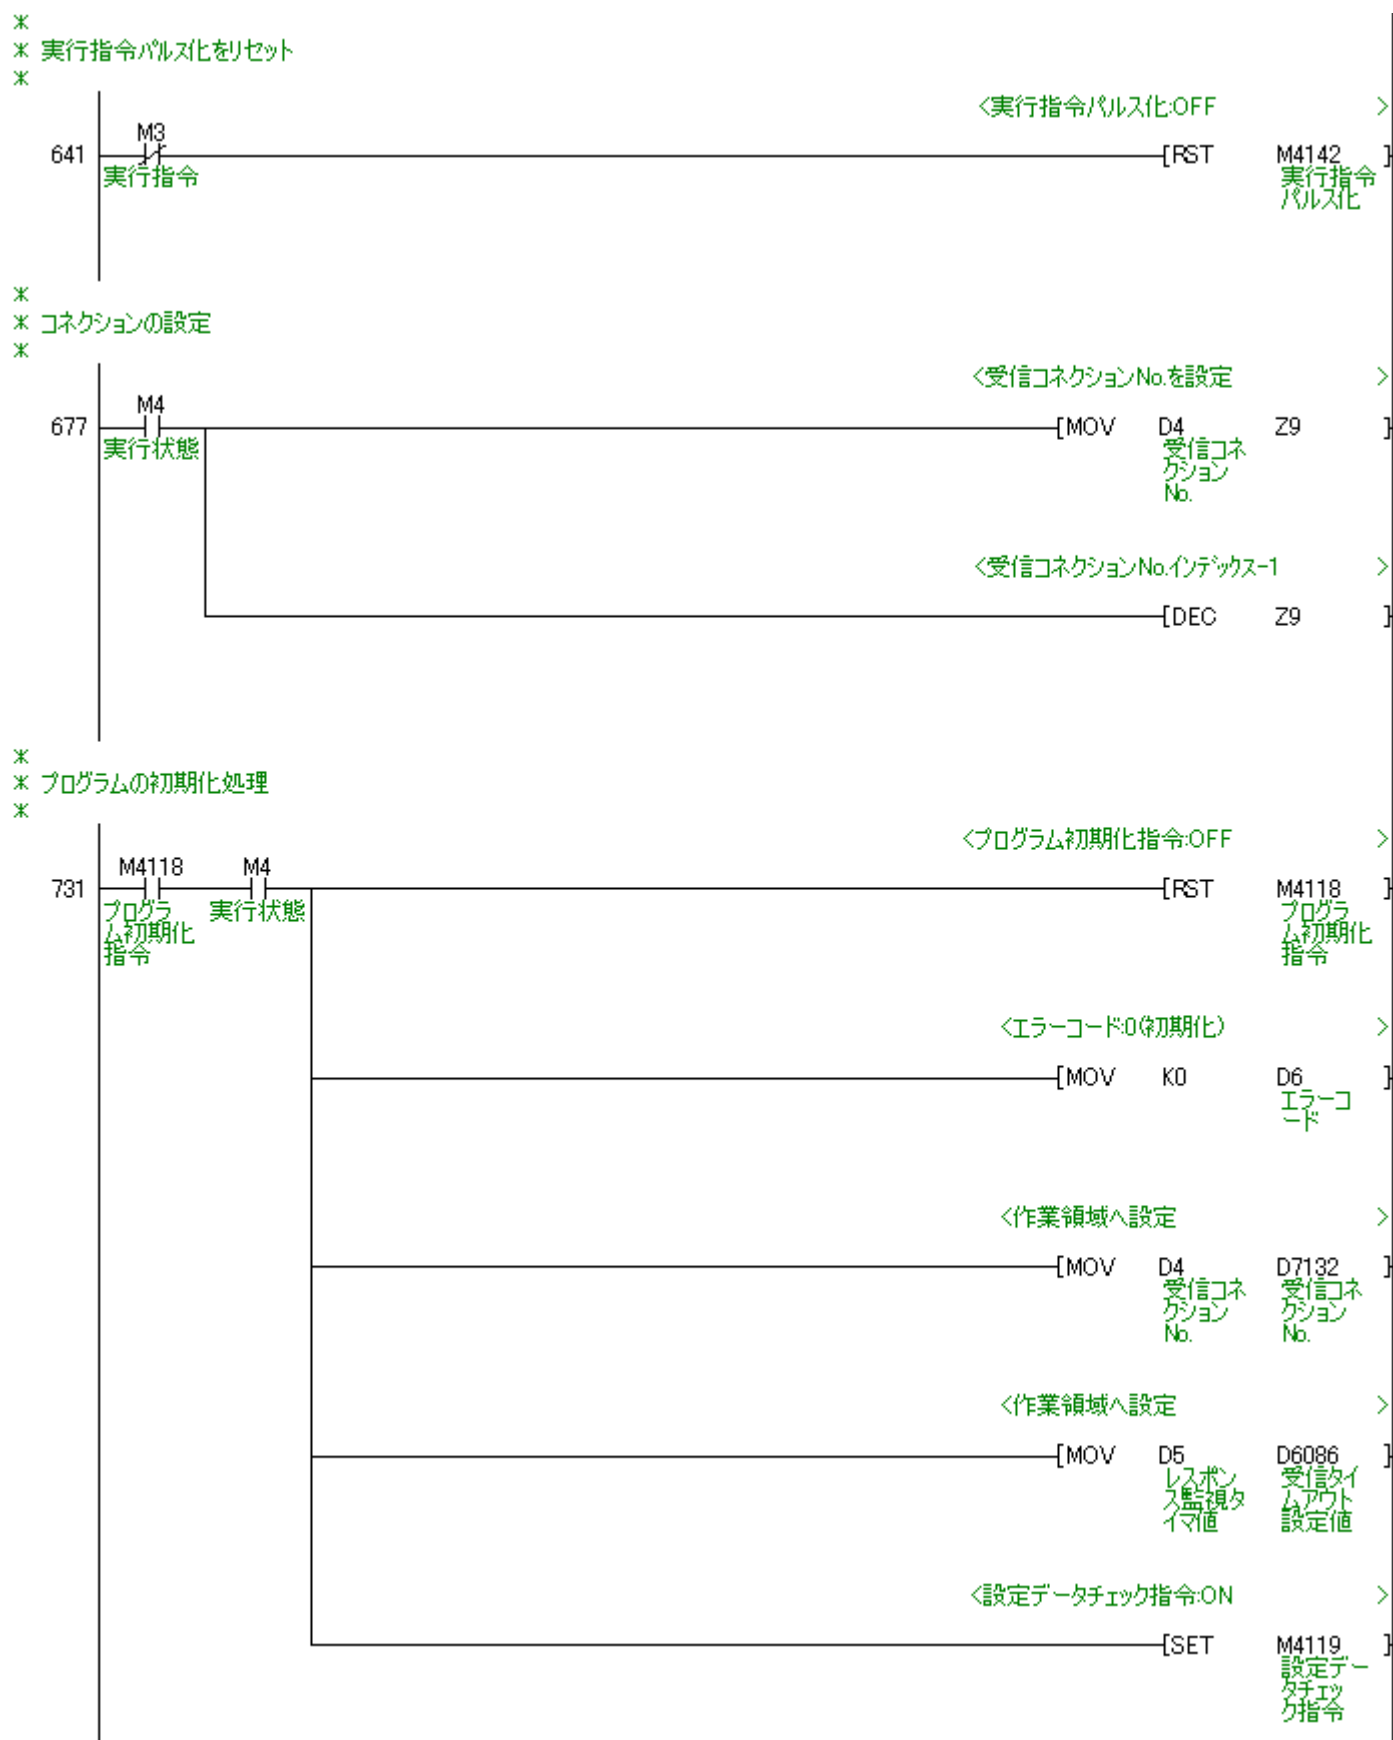 *
* 実行指令パルス化をリセット
*
<実行指令パルス化:OFF >
M3
641 [RST M4142 ]
実行指令 実行指令
パルス化
*
* コネクションの設定
*
<受信コネクションNo.を設定 >
M4
677 [MOV D4 Z9 ]
実行状態 受信コネ
クション
No.
<受信コネクションNo.インデックス-1 >
[DEC Z9 ]
*
* プログラムの初期化処理
*
<プログラム初期化指令:OFF >
M4118 M4
731 [RST M4118 ]
プログラ 実行状態 プログラ
ム初期化 ム初期化
指令 指令
<エラーコード:0(初期化) >
[MOV K0 D6 ]
エラーコ
ード
<作業領域へ設定 >
[MOV D4 D7132 ]
受信コネ 受信コネ
クション クション
No. No.
<作業領域へ設定 >
[MOV D5 D6086 ]
レスポン 受信タイ
ス監視タ ムアウト
イマ値 設定値
<設定データチェック指令:ON >
[SET M4119 ]
設定デー
タチェッ
ク指令